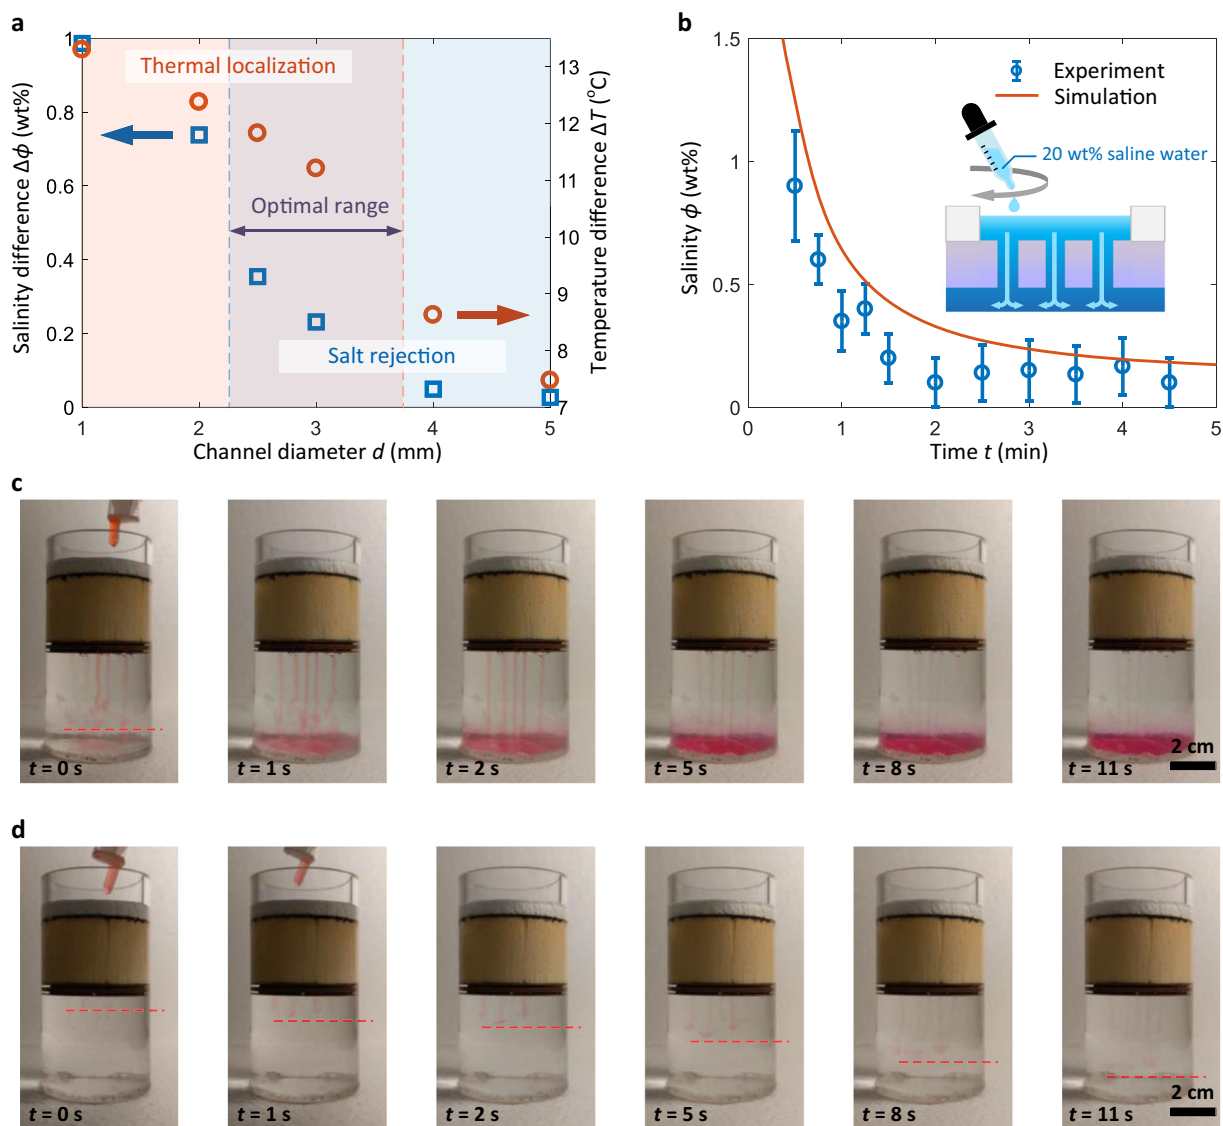 a
Salinity difference Δϕ (wt%)
1
0.8
0.6
0.4
0.2
0
Thermal localization
Optimal range
Salt rejection
13
12
11
10
9
8
7
Temperature difference ΔT (°C)
1 2 3 4 5
Channel diameter d (mm)
b
Salinity ϕ (wt%)
1.5
1
0.5
0
Experiment
Simulation
20 wt% saline water
0 1 2 3 4 5
Time t (min)
c
t = 0 s
t = 1 s
t = 2 s
t = 5 s
t = 8 s
t = 11 s
2 cm
d
t = 0 s
t = 1 s
t = 2 s
t = 5 s
t = 8 s
t = 11 s
2 cm